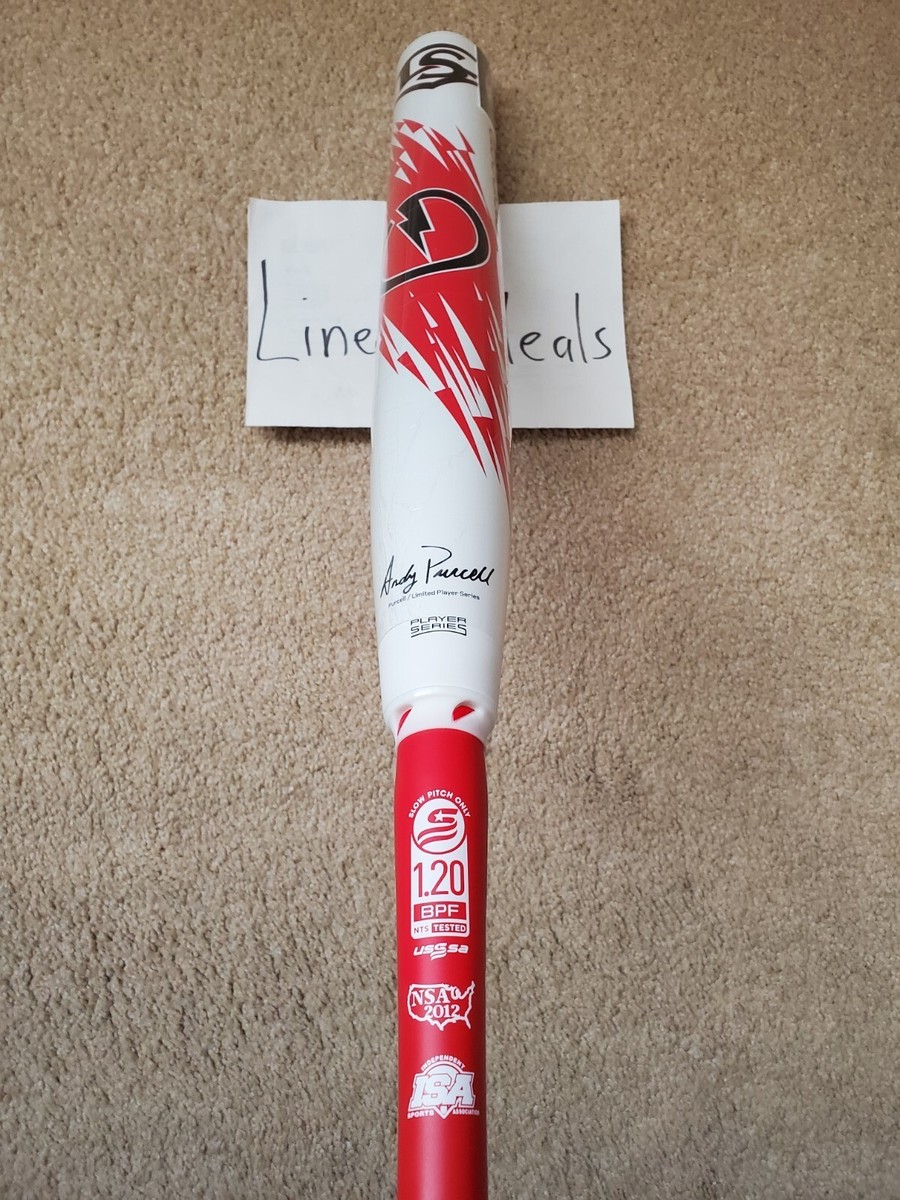 LS
Line
eals
Andy Purcell
Purcell / Limited Player Series
PLAYER
SERIES
SLOW PITCH ONLY
1.20
BPF
NTS TESTED
USSSA
NSA
2012
INDEPENDENT
ISA
SPORTS ASSOCIATION